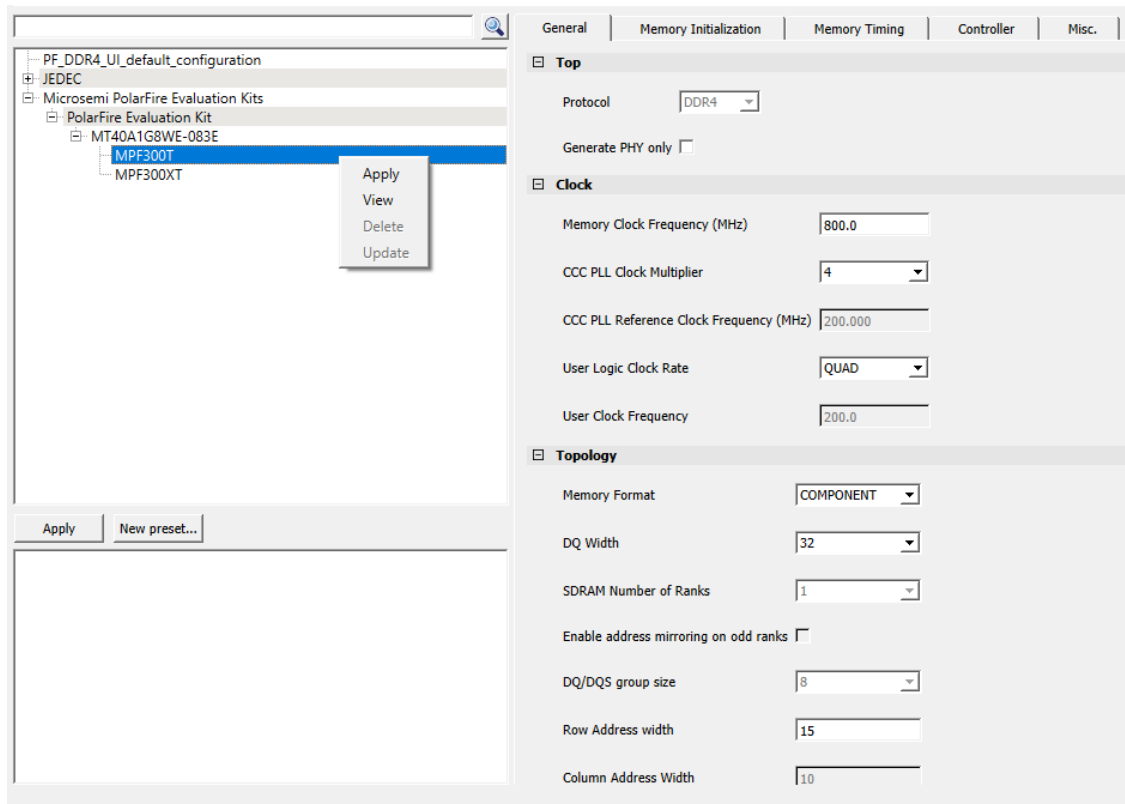 PF_DDR4_UI_default_configuration
JEDEC
Microsemi PolarFire Evaluation Kits
PolarFire Evaluation Kit
MT40A1G8WE-083E
MPF300T
MPF300XT
Apply
View
Delete
Update
Apply New preset...
General Memory Initialization Memory Timing Controller Misc.
Top
Protocol DDR4
Generate PHY only
Clock
Memory Clock Frequency (MHz) 800.0
CCC PLL Clock Multiplier 4
CCC PLL Reference Clock Frequency (MHz) 200.000
User Logic Clock Rate QUAD
User Clock Frequency 200.0
Topology
Memory Format COMPONENT
DQ Width 32
SDRAM Number of Ranks 1
Enable address mirroring on odd ranks
DQ/DQS group size 8
Row Address width 15
Column Address Width 10